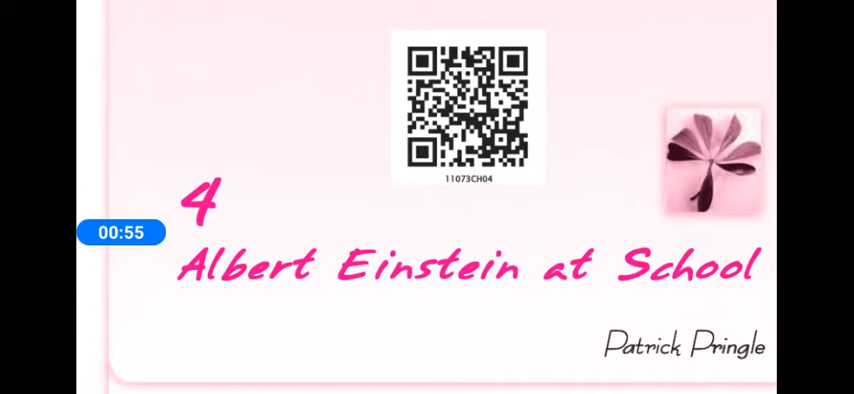 11073CH04
4
00:55
Albert Einstein at School
Patrick Pringle